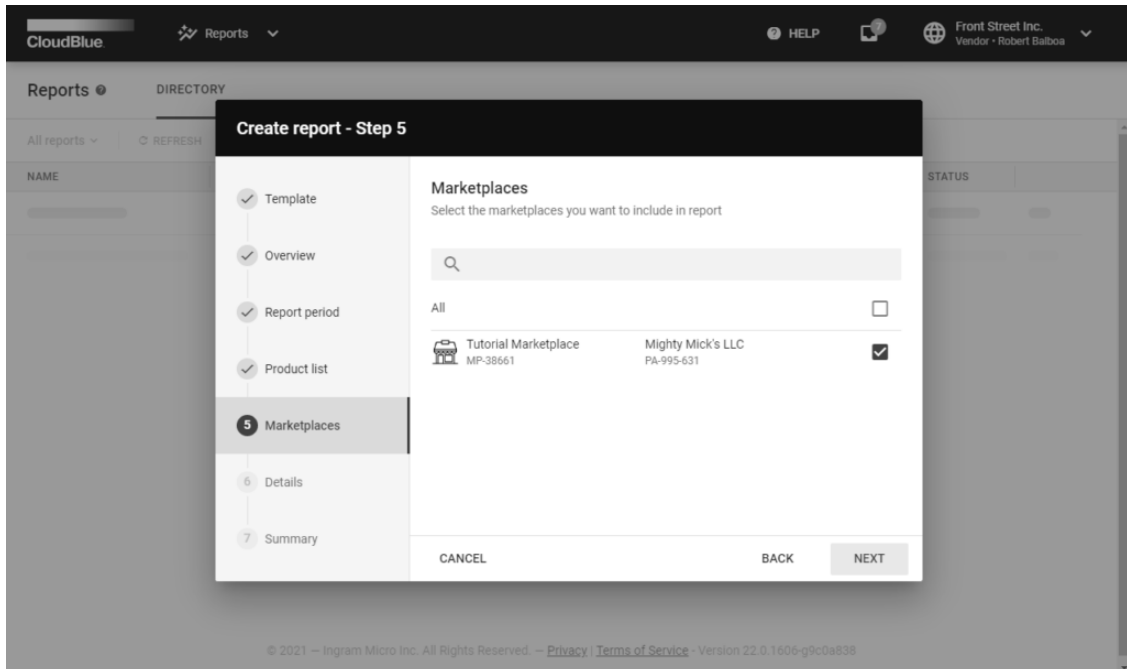 CloudBlue
Reports
HELP
7
Front Street Inc.
Vendor • Robert Balboa
Reports
DIRECTORY
All reports
REFRESH
NAME
STATUS
Create report - Step 5
Template
Overview
Report period
Product list
5 Marketplaces
6 Details
7 Summary
Marketplaces
Select the marketplaces you want to include in report
All
Tutorial Marketplace Mighty Mick's LLC
MP-38661 PA-995-631
CANCEL BACK NEXT
© 2021 – Ingram Micro Inc. All Rights Reserved. – Privacy | Terms of Service - Version 22.0.1606-g9c0a838